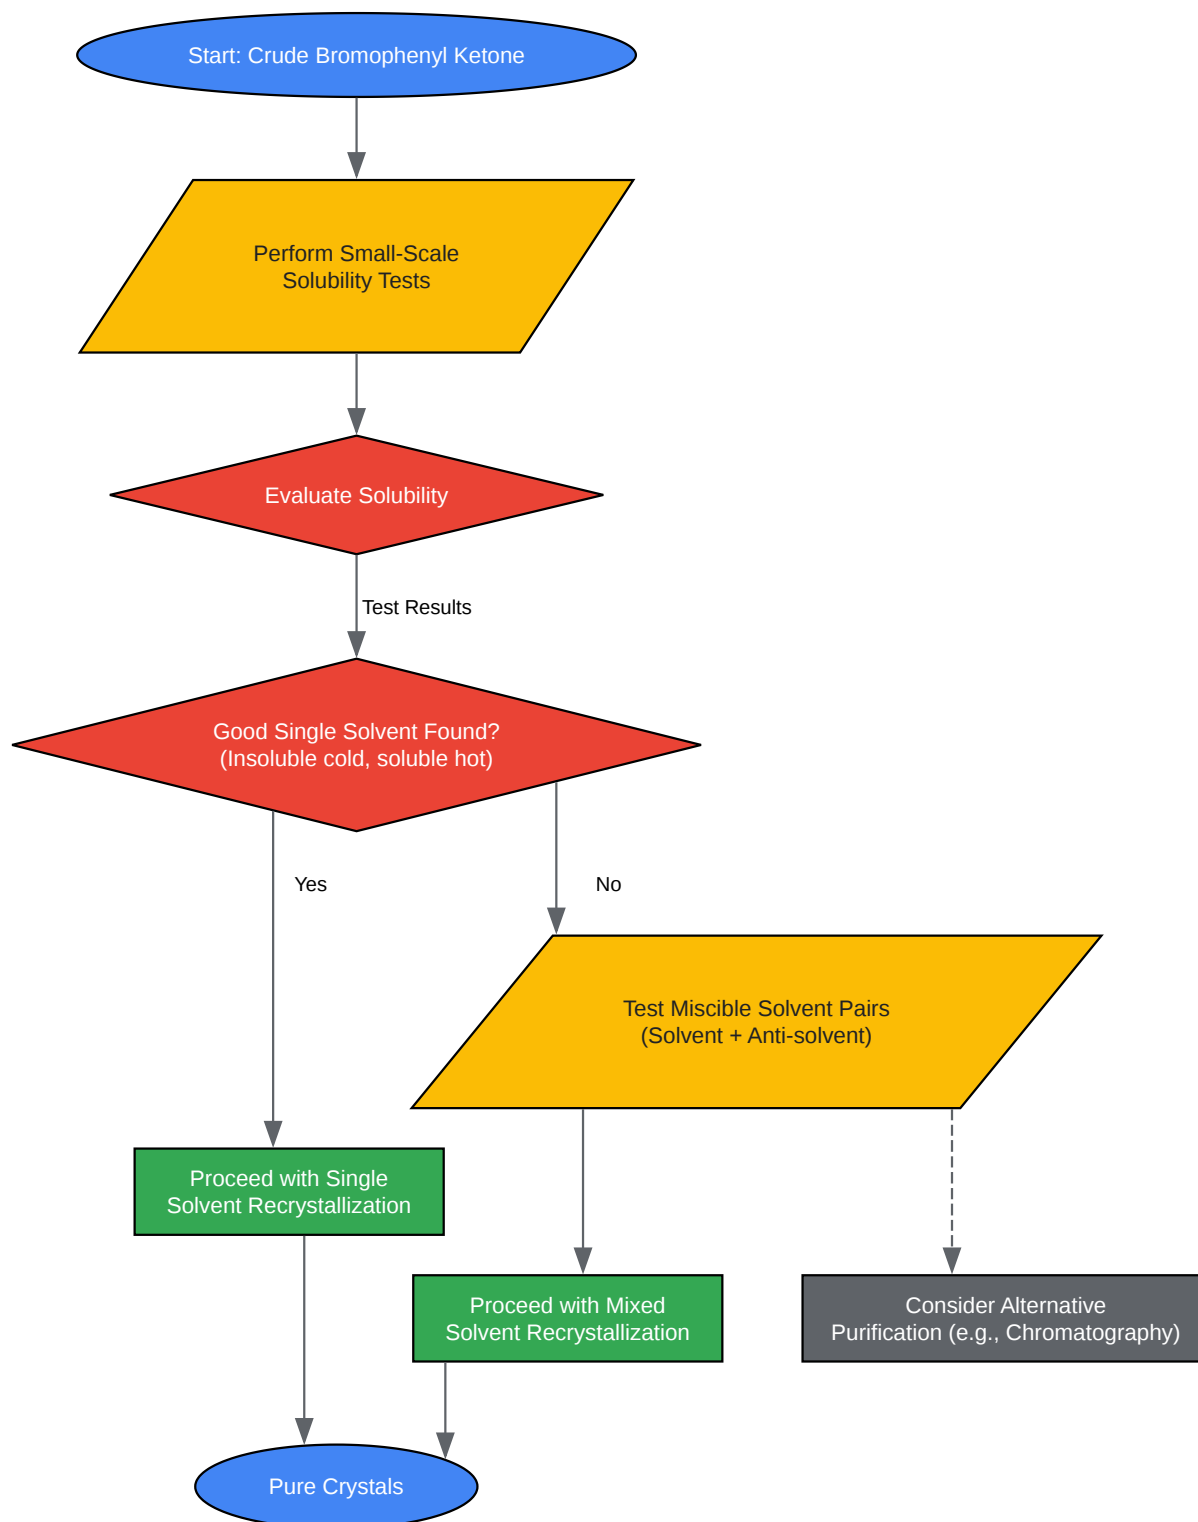 Start: Crude Bromophenyl Ketone
Perform Small-Scale
Solubility Tests
Evaluate Solubility
Test Results
Good Single Solvent Found?
(Insoluble cold, soluble hot)
Yes
No
Test Miscible Solvent Pairs
(Solvent + Anti-solvent)
Proceed with Single
Solvent Recrystallization
Proceed with Mixed
Solvent Recrystallization
Consider Alternative
Purification (e.g., Chromatography)
Pure Crystals